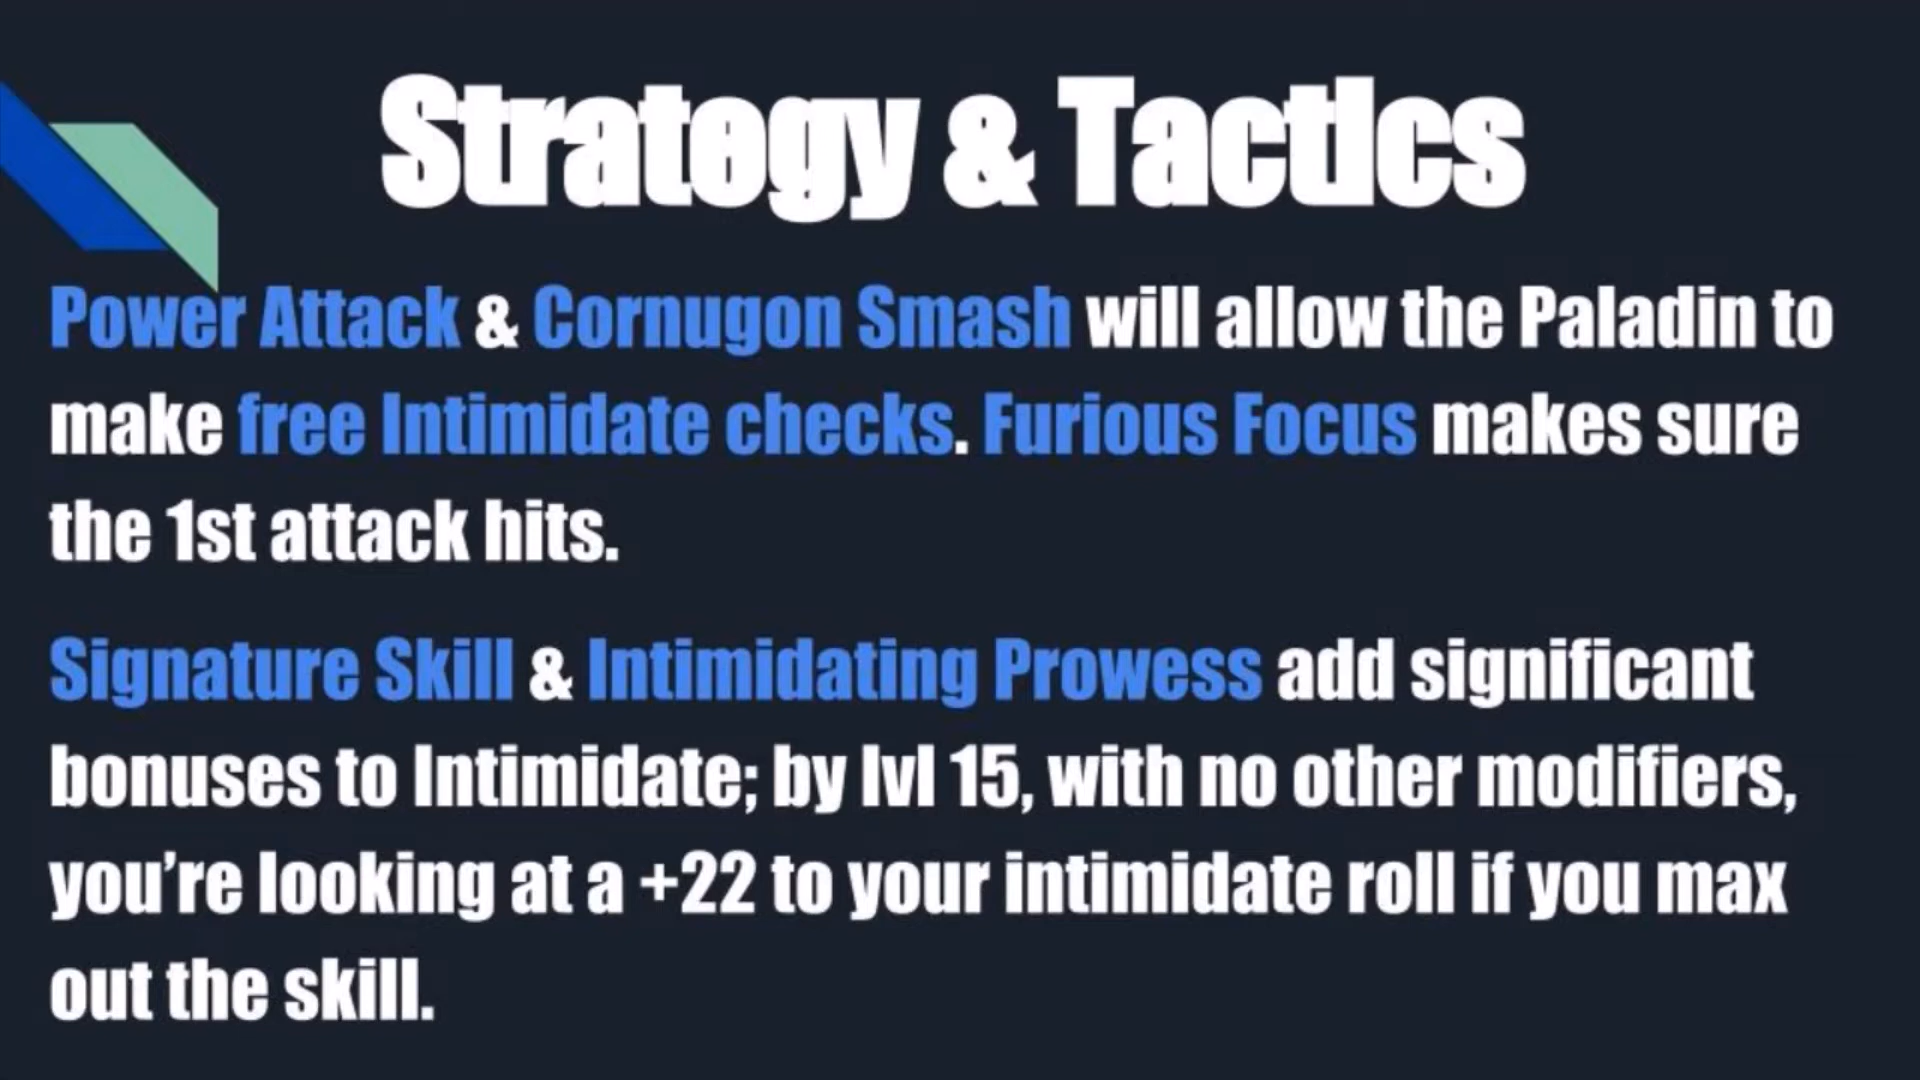 Strategy & Tactics
Power Attack & Cornugon Smash will allow the Paladin to
make free Intimidate checks. Furious Focus makes sure
the 1st attack hits.
Signature Skill & Intimidating Prowess add significant
bonuses to Intimidate; by lvl 15, with no other modifiers,
you’re looking at a +22 to your intimidate roll if you max
out the skill.